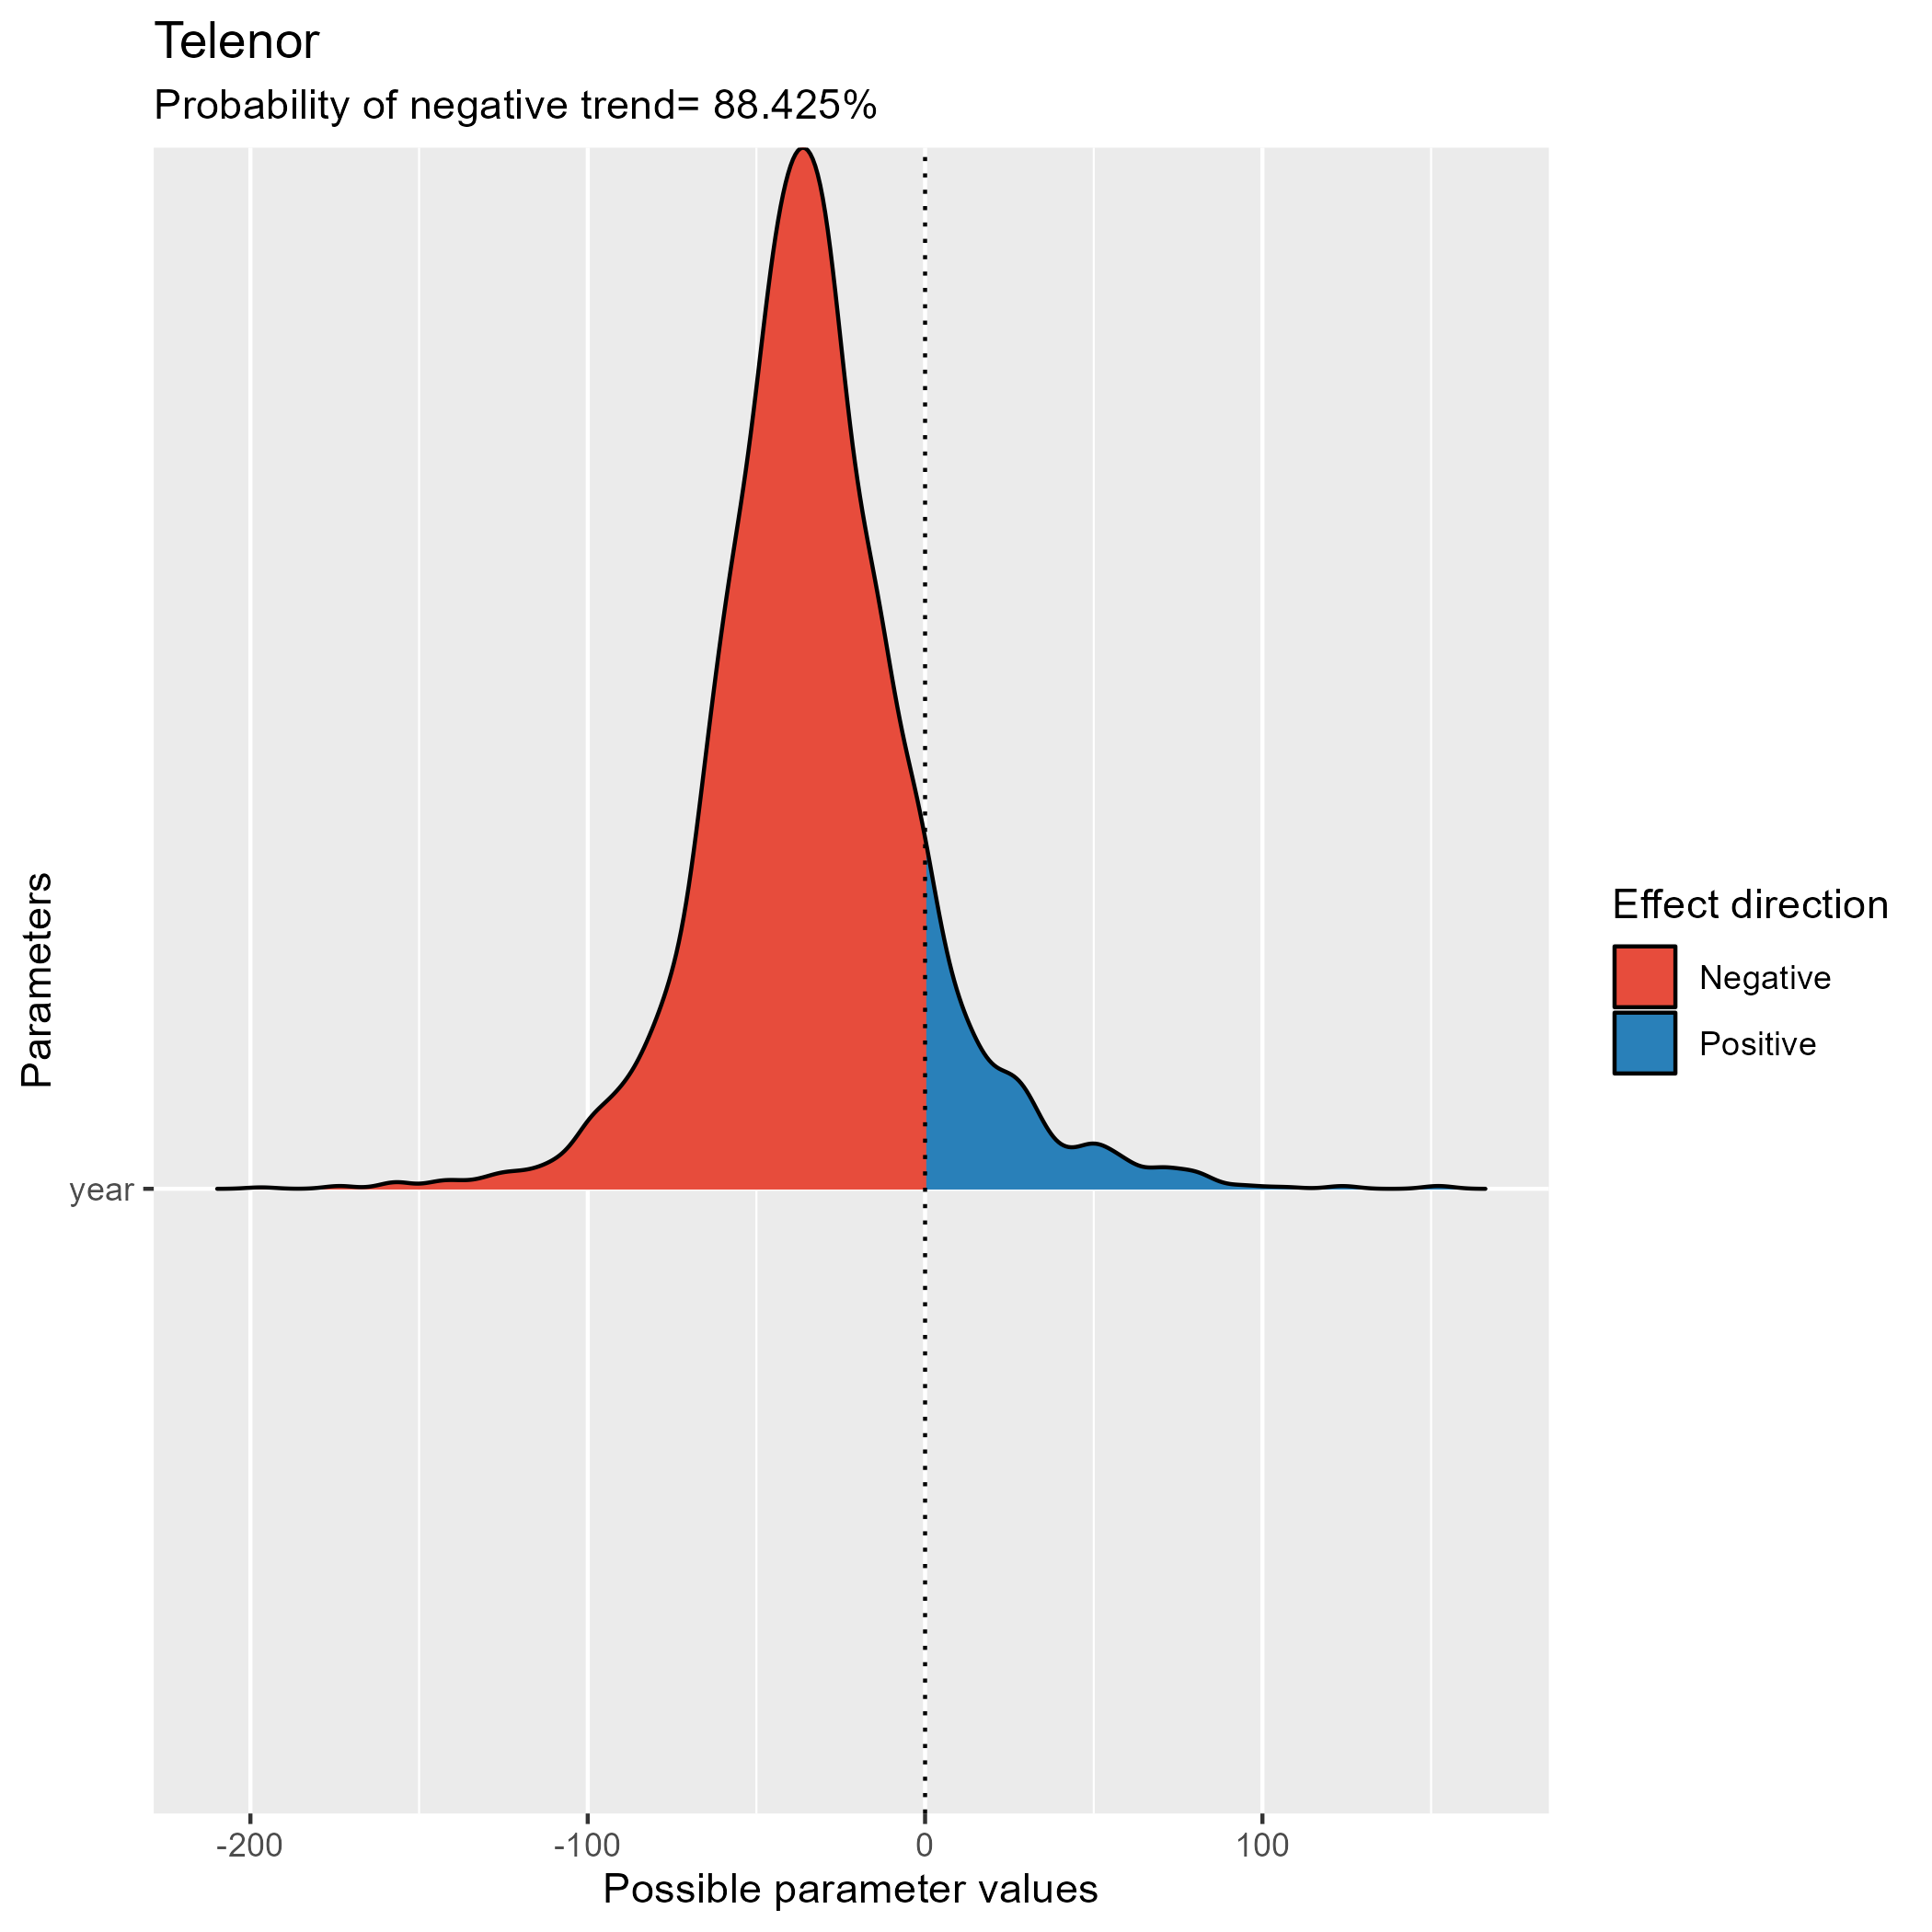 Telenor
Probability of negative trend= 88.425%
Parameters
year
-200
-100
0
100
Possible parameter values
Effect direction
Negative
Positive